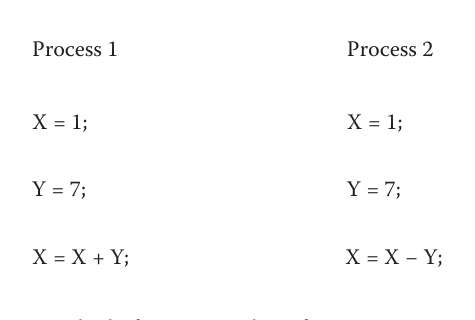 Process 1 Process 2
X = 1; X = 1;
Y = 7; Y = 7;
X = X + Y; X = X − Y;